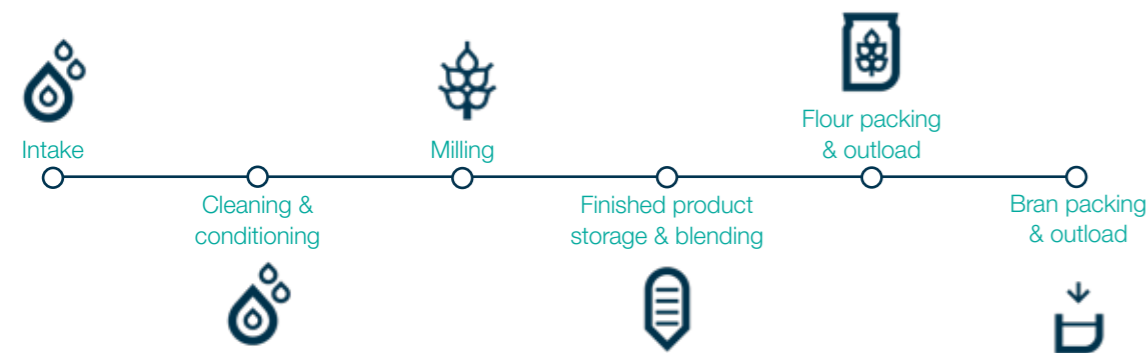 Intake
Cleaning &
conditioning
Milling
Finished product
storage & blending
Flour packing
& outload
Bran packing
& outload